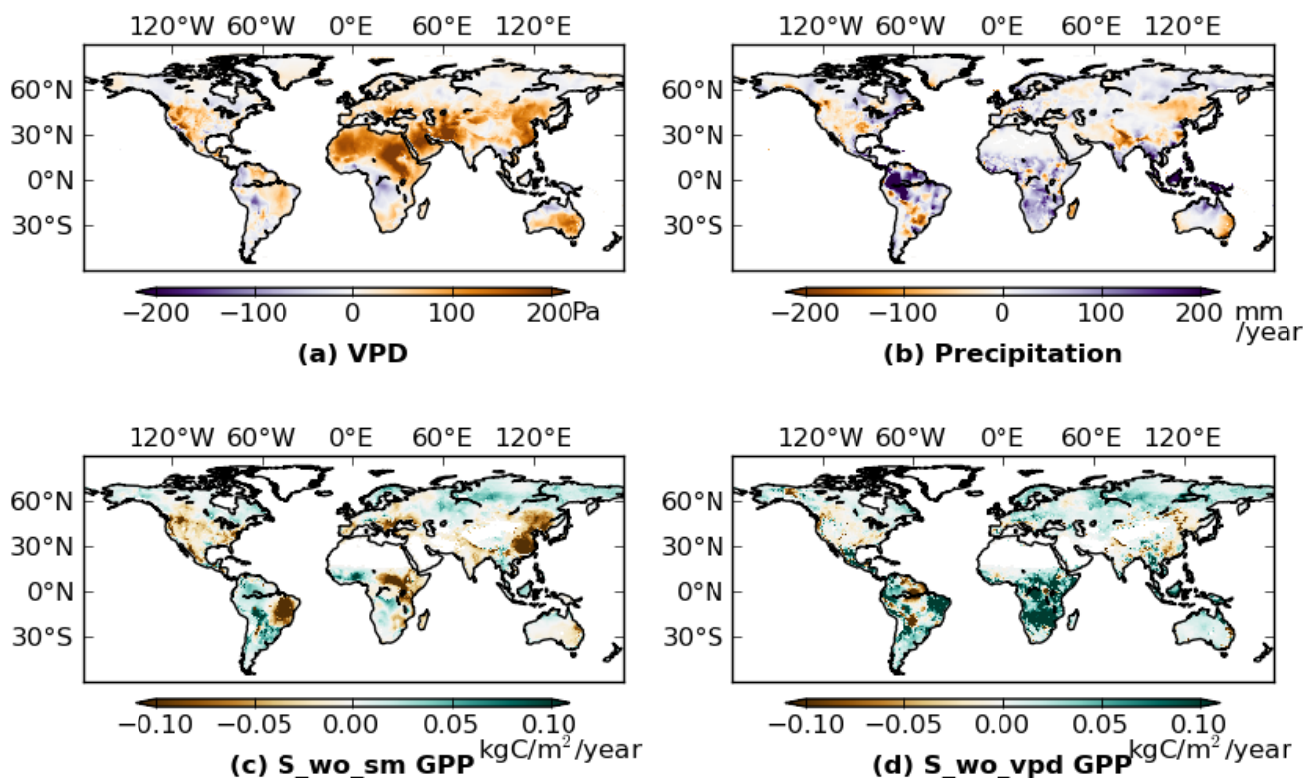 120°W 60°W 0°E 60°E 120°E
60°N
30°N
0°N
30°S
−200 −100 0 100 200 Pa
(a) VPD
120°W 60°W 0°E 60°E 120°E
60°N
30°N
0°N
30°S
−200 −100 0 100 200 mm
/year
(b) Precipitation
120°W 60°W 0°E 60°E 120°E
60°N
30°N
0°N
30°S
−0.10 −0.05 0.00 0.05 0.10
kgC/m²/year
(c) S_wo_sm GPP
120°W 60°W 0°E 60°E 120°E
60°N
30°N
0°N
30°S
−0.10 −0.05 0.00 0.05 0.10
kgC/m²/year
(d) S_wo_vpd GPP